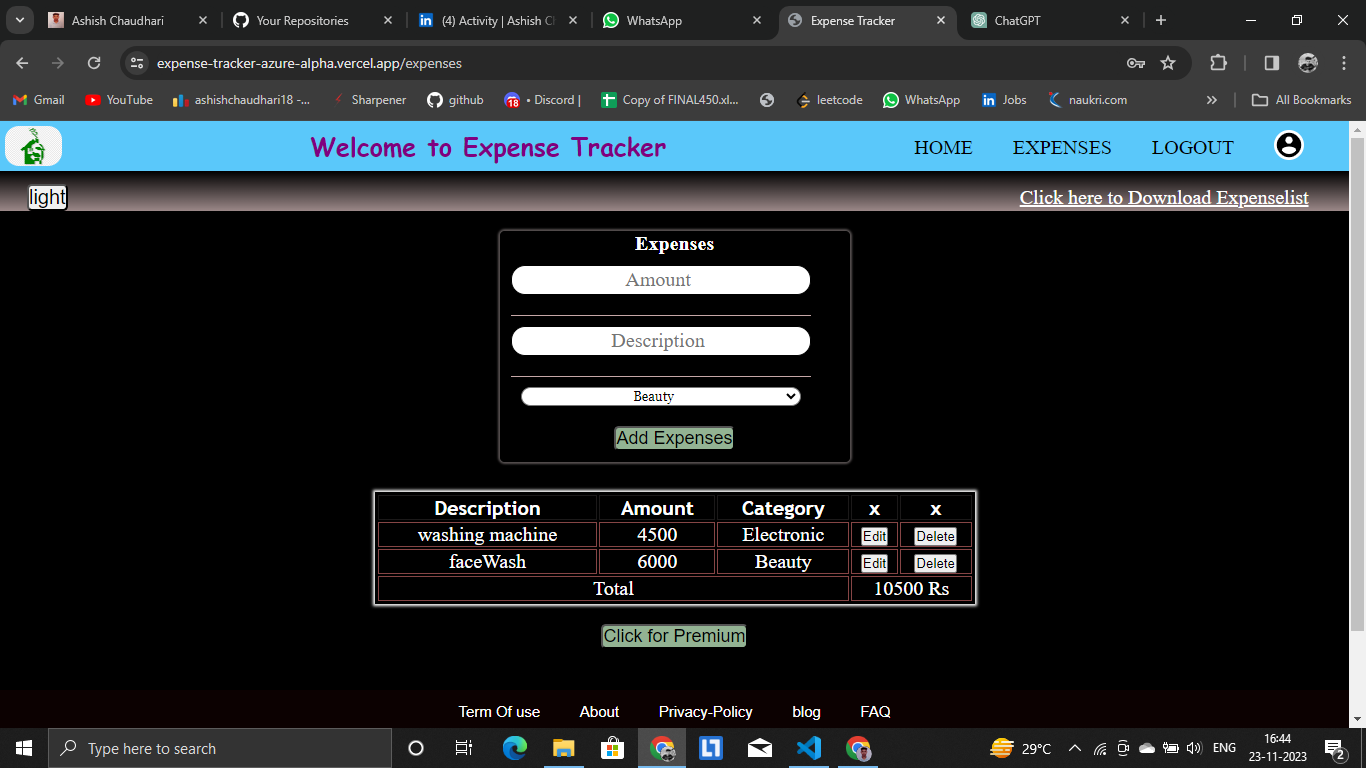 Ashish Chaudhari
Your Repositories
(4) Activity | Ashish Cl
WhatsApp
Expense Tracker
ChatGPT
expense-tracker-azure-alpha.vercel.app/expenses
Gmail
YouTube
ashishchaudhari18 -...
Sharpener
github
• Discord |
Copy of FINAL450.xl...
leetcode
WhatsApp
Jobs
naukri.com
»
All Bookmarks
Welcome to Expense Tracker
HOME
EXPENSES
LOGOUT
light
Click here to Download Expenselist
Expenses
Amount
Description
Beauty
Add Expenses
Description Amount Category x x
washing machine 4500 Electronic Edit Delete
faceWash 6000 Beauty Edit Delete
Total 10500 Rs
Click for Premium
Term Of use About Privacy-Policy blog FAQ
Type here to search
29°C
ENG
16:44
23-11-2023
2